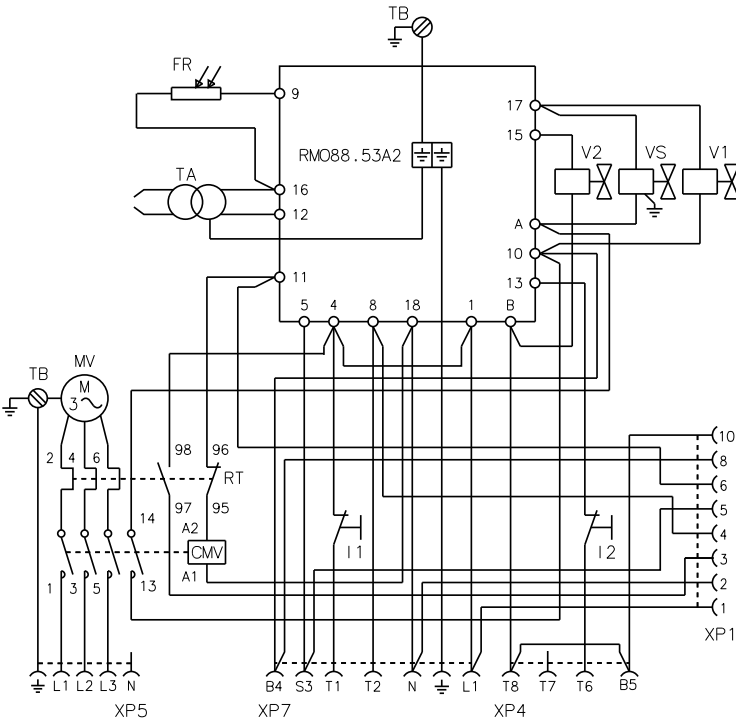 TB
FR
9
17
15
RMO88.53A2
V2 VS V1
TA
16
12
A
10
13
11
5 4 8 18 1 B
MV
TB
M
3
2 4 6
98 96
RT
97 95
14
A2
CMV
A1
I1
I2
1 3 5
13
10
8
6
5
4
3
2
1
XP1
L1 L2 L3 N
B4 S3 T1 T2 N L1 T8 T7 T6 B5
XP5
XP7
XP4